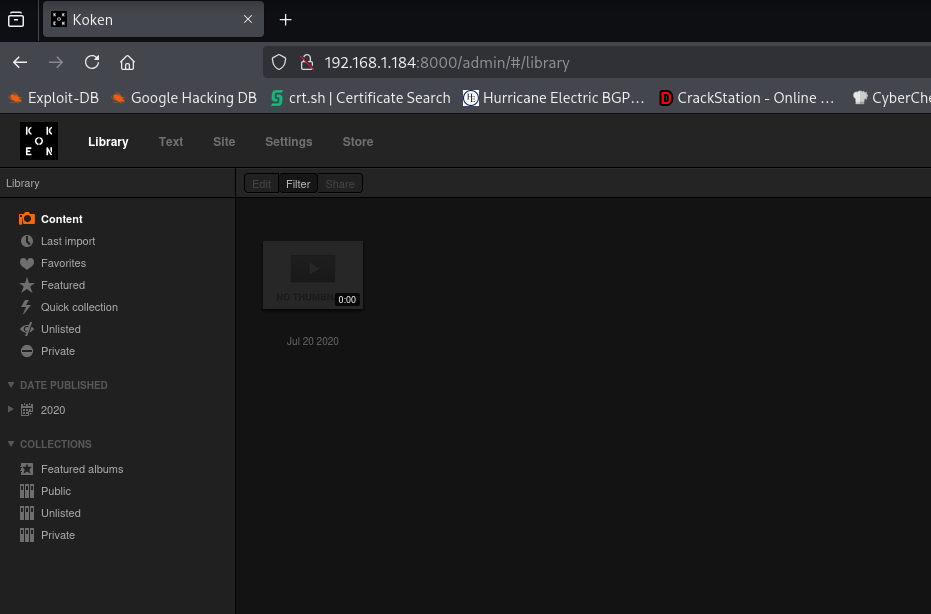 Koken
192.168.1.184:8000/admin/#/library
Exploit-DB Google Hacking DB crt.sh | Certificate Search Hurricane Electric BGP… CrackStation - Online … CyberChe
K K O E N Library Text Site Settings Store
Library Edit Filter Share
Content
Last import
Favorites
Featured
Quick collection
Unlisted
Private
NO THUMBN 0:00
Jul 20 2020
DATE PUBLISHED
2020
COLLECTIONS
Featured albums
Public
Unlisted
Private